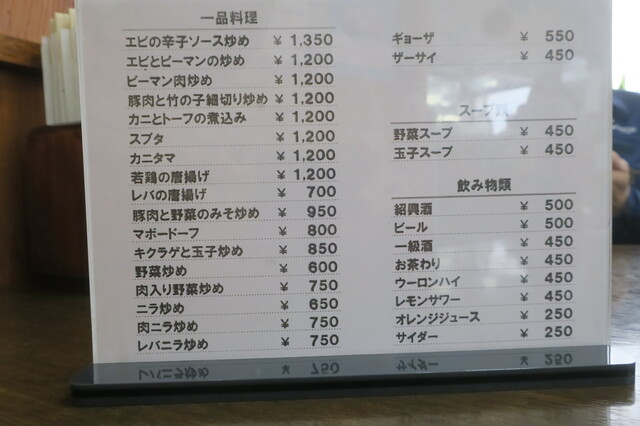 一品料理
エビの辛子ソース炒め ¥ 1,350
エビとピーマンの炒め ¥ 1,200
ピーマン肉炒め ¥ 1,200
豚肉と竹の子細切り炒め ¥ 1,200
カニとトーフの煮込み ¥ 1,200
スブタ ¥ 1,200
カニタマ ¥ 1,200
若鶏の唐揚げ ¥ 1,200
レバの唐揚げ ¥ 700
豚肉と野菜のみそ炒め ¥ 950
マボードーフ ¥ 800
キクラゲと玉子炒め ¥ 850
野菜炒め ¥ 600
肉入り野菜炒め ¥ 750
ニラ炒め ¥ 650
肉ニラ炒め ¥ 750
レバニラ炒め ¥ 750
ギョーザ ¥ 550
ザーサイ ¥ 450
スープ類
野菜スープ ¥ 450
玉子スープ ¥ 450
飲み物類
紹興酒 ¥ 500
ビール ¥ 500
一級酒 ¥ 450
お茶わり ¥ 450
ウーロンハイ ¥ 450
レモンサワー ¥ 450
オレンジジュース ¥ 250
サイダー ¥ 250